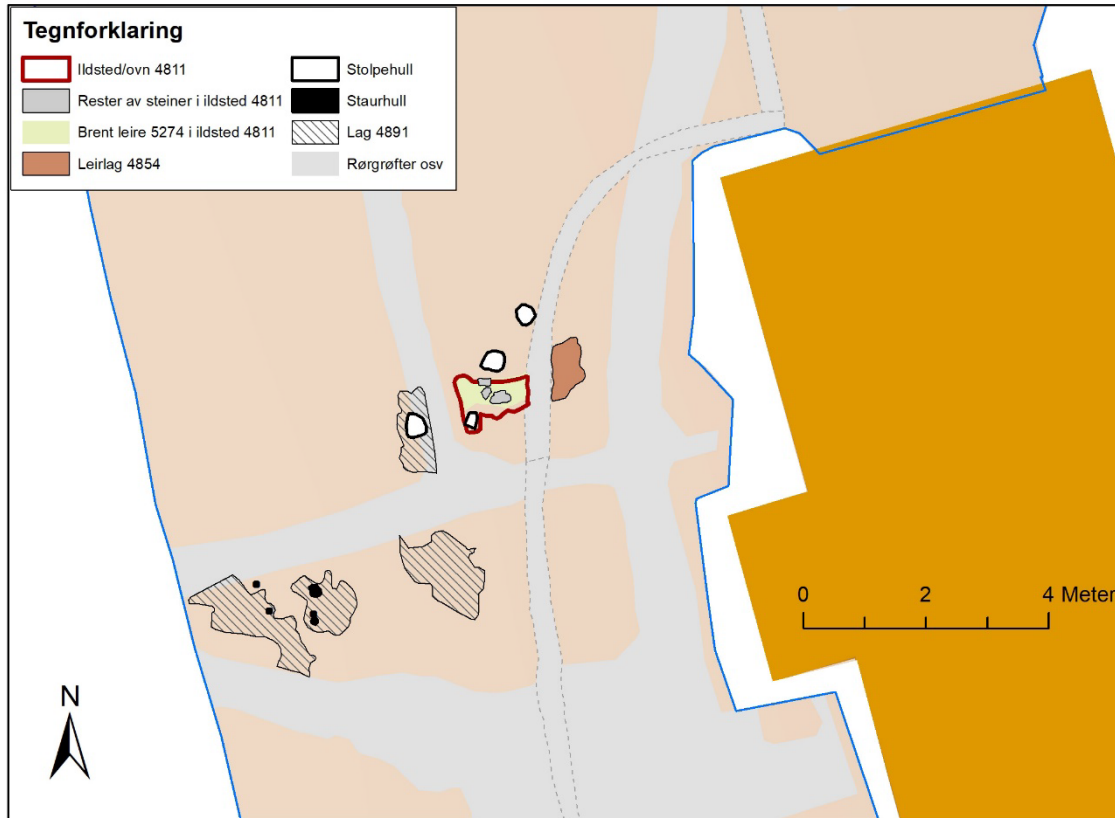 Tegnforklaring
Ildsted/ovn 4811
Rester av steiner i ildsted 4811
Brent leire 5274 i ildsted 4811
Leirlag 4854
Stolpehull
Staurhull
Lag 4891
Rørgrøfter osv
0 2 4 Meter
N